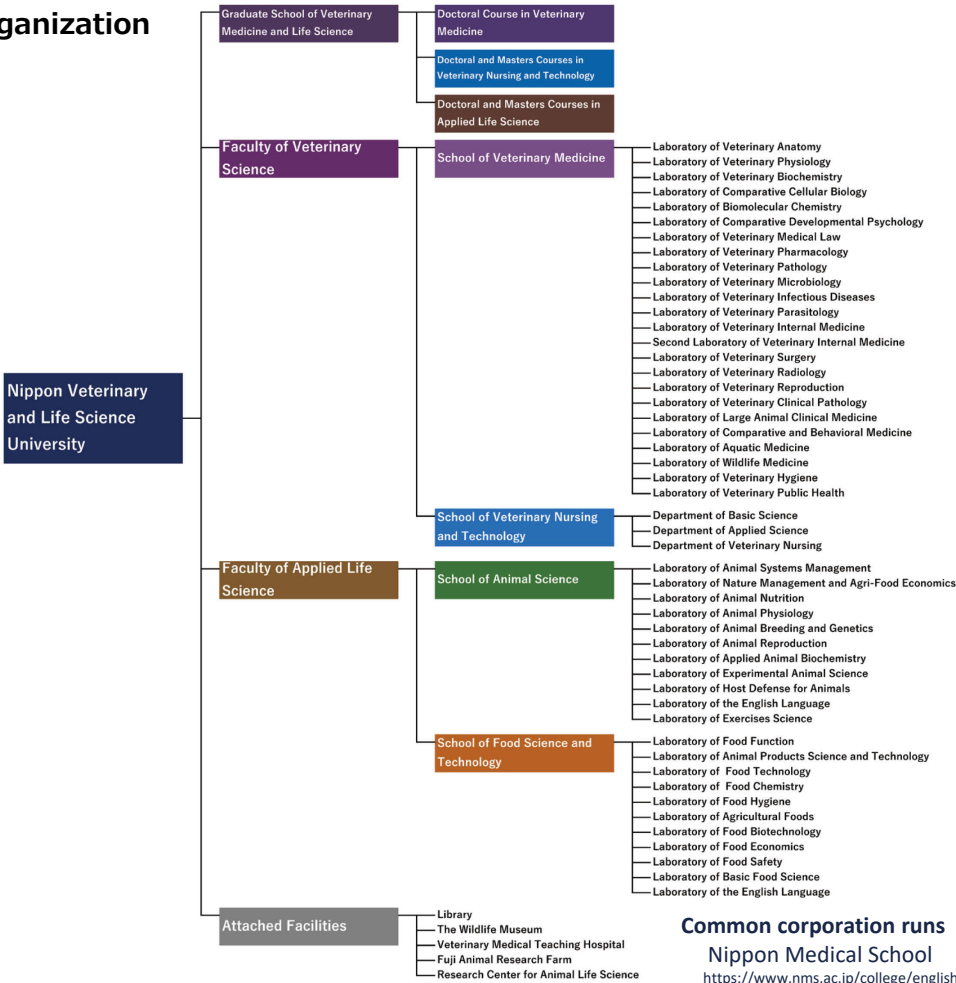 ganization
Graduate School of Veterinary
Medicine and Life Science
Doctoral Course in Veterinary
Medicine
Doctoral and Masters Courses in
Veterinary Nursing and Technology
Doctoral and Masters Courses in
Applied Life Science
Faculty of Veterinary
Science
School of Veterinary Medicine
Laboratory of Veterinary Anatomy
Laboratory of Veterinary Physiology
Laboratory of Veterinary Biochemistry
Laboratory of Comparative Cellular Biology
Laboratory of Biomolecular Chemistry
Laboratory of Comparative Developmental Psychology
Laboratory of Veterinary Medical Law
Laboratory of Veterinary Pharmacology
Laboratory of Veterinary Pathology
Laboratory of Veterinary Microbiology
Laboratory of Veterinary Infectious Diseases
Laboratory of Veterinary Parasitology
Laboratory of Veterinary Internal Medicine
Second Laboratory of Veterinary Internal Medicine
Laboratory of Veterinary Surgery
Laboratory of Veterinary Radiology
Laboratory of Veterinary Reproduction
Laboratory of Veterinary Clinical Pathology
Laboratory of Large Animal Clinical Medicine
Laboratory of Comparative and Behavioral Medicine
Laboratory of Aquatic Medicine
Laboratory of Wildlife Medicine
Laboratory of Veterinary Hygiene
Laboratory of Veterinary Public Health
Nippon Veterinary
and Life Science
University
School of Veterinary Nursing
and Technology
Department of Basic Science
Department of Applied Science
Department of Veterinary Nursing
Faculty of Applied Life
Science
School of Animal Science
Laboratory of Animal Systems Management
Laboratory of Nature Management and Agri-Food Economics
Laboratory of Animal Nutrition
Laboratory of Animal Physiology
Laboratory of Animal Breeding and Genetics
Laboratory of Animal Reproduction
Laboratory of Applied Animal Biochemistry
Laboratory of Experimental Animal Science
Laboratory of Host Defense for Animals
Laboratory of the English Language
Laboratory of Exercises Science
School of Food Science and
Technology
Laboratory of Food Function
Laboratory of Animal Products Science and Technology
Laboratory of Food Technology
Laboratory of Food Chemistry
Laboratory of Food Hygiene
Laboratory of Agricultural Foods
Laboratory of Food Biotechnology
Laboratory of Food Economics
Laboratory of Food Safety
Laboratory of Basic Food Science
Laboratory of the English Language
Attached Facilities
Library
The Wildlife Museum
Veterinary Medical Teaching Hospital
Fuji Animal Research Farm
Research Center for Animal Life Science
Common corporation runs
Nippon Medical School
https://www.nms.ac.jp/college/english